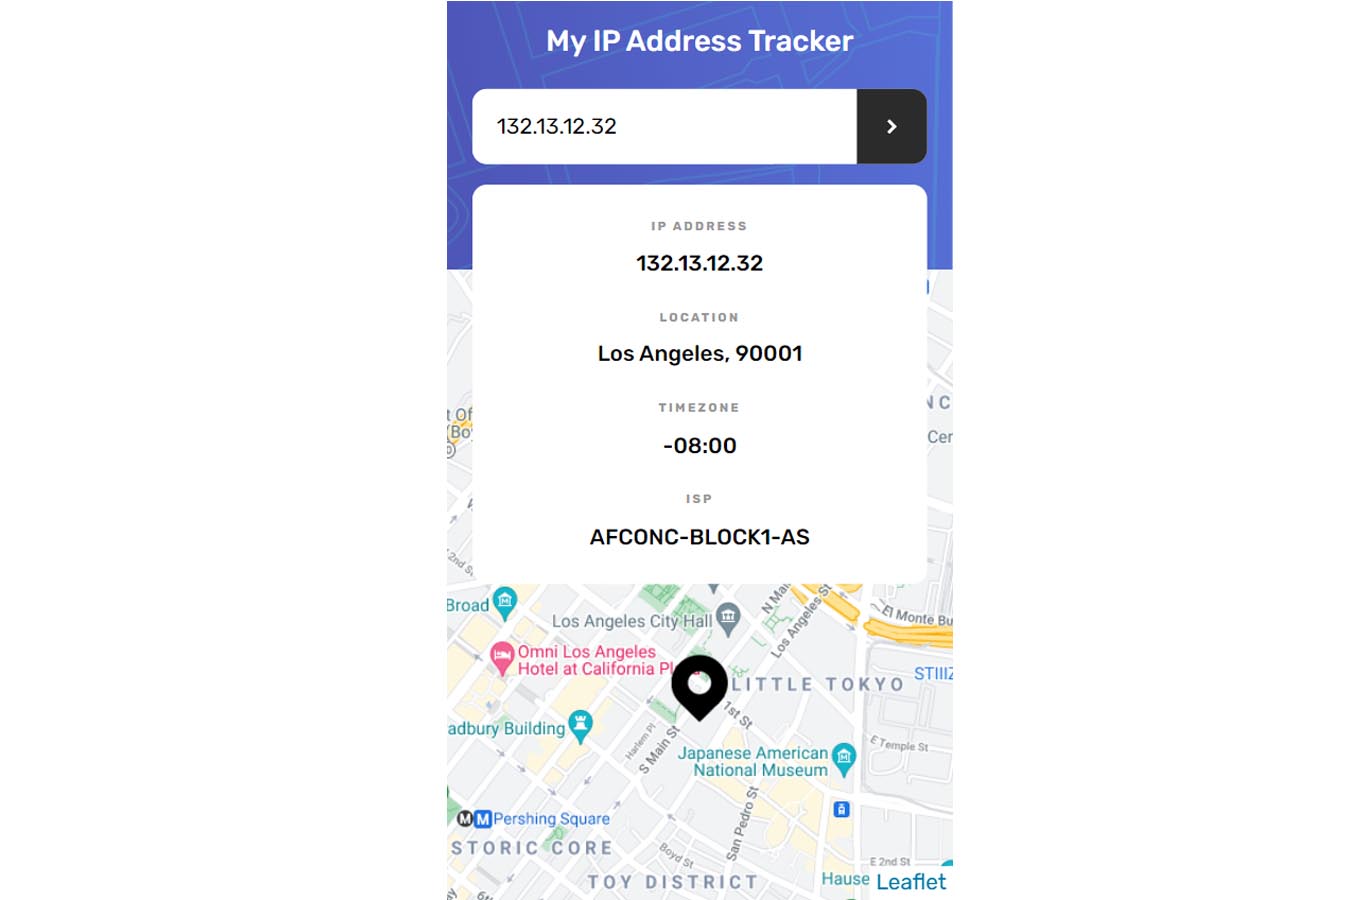 My IP Address Tracker
132.13.12.32
IP ADDRESS
132.13.12.32
LOCATION
Los Angeles, 90001
TIMEZONE
-08:00
ISP
AFCONC-BLOCK1-AS
t Of
(Bo
NC
Cer
2nd St
Broad
Los Angeles City Hall
N Mai
Los Angeles St
El Monte Bu
Omni Los Angeles
Hotel at California Pl
STIIIZ
LITTLE TOKYO
1st St
adbury Building
Harlem Pl
S Main St
E Temple St
Japanese American
National Museum
M M Pershing Square
San Pedro St
STORIC CORE
Boyd St
E 2nd St
TOY DISTRICT
Hause
Leaflet
6th